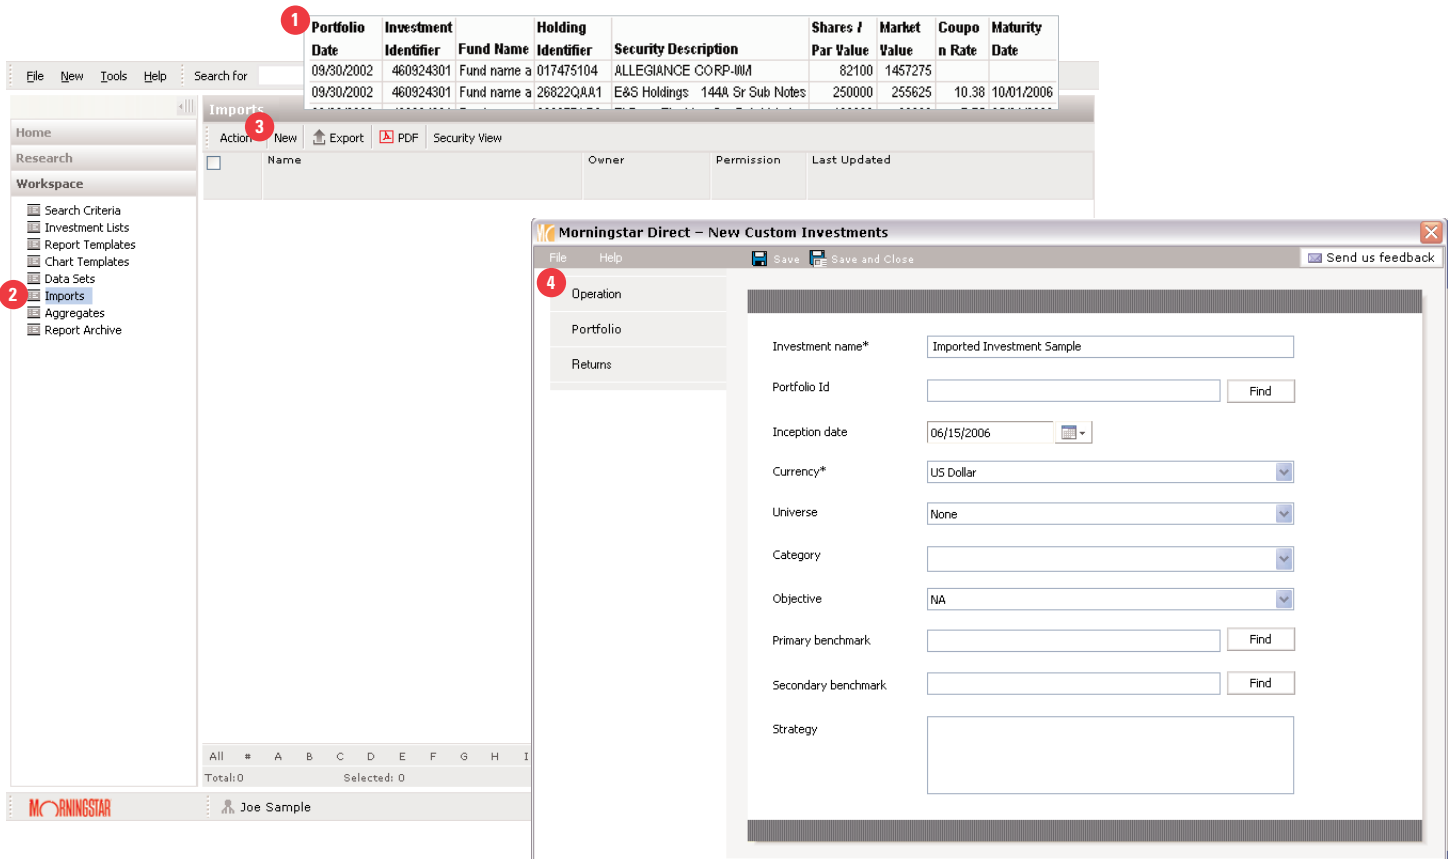 1
Portfolio Date Investment Identifier Fund Name Holding Identifier Security Description Shares / Par Value Market Value Coupo n Rate Maturity Date
09/30/2002 460924301 Fund name a 017475104 ALLEGIANCE CORP-W/I 82100 1457275
09/30/2002 460924301 Fund name a 26822QAA1 E&S Holdings 144A Sr Sub Notes 250000 255625 10.38 10/01/2006
File New Tools Help Search for
Imports
3
Action New Export PDF Security View
Name Owner Permission Last Updated
Home
Research
Workspace
Search Criteria
Investment Lists
Report Templates
Chart Templates
Data Sets
2
Imports
Aggregates
Report Archive
All # A B C D E F G H I
Total:0 Selected: 0
MORNINGSTAR
Joe Sample
Morningstar Direct – New Custom Investments
File Help Save Save and Close Send us feedback
4
Operation
Portfolio
Returns
Investment name* Imported Investment Sample
Portfolio Id Find
Inception date 06/15/2006
Currency* US Dollar
Universe None
Category
Objective NA
Primary benchmark Find
Secondary benchmark Find
Strategy